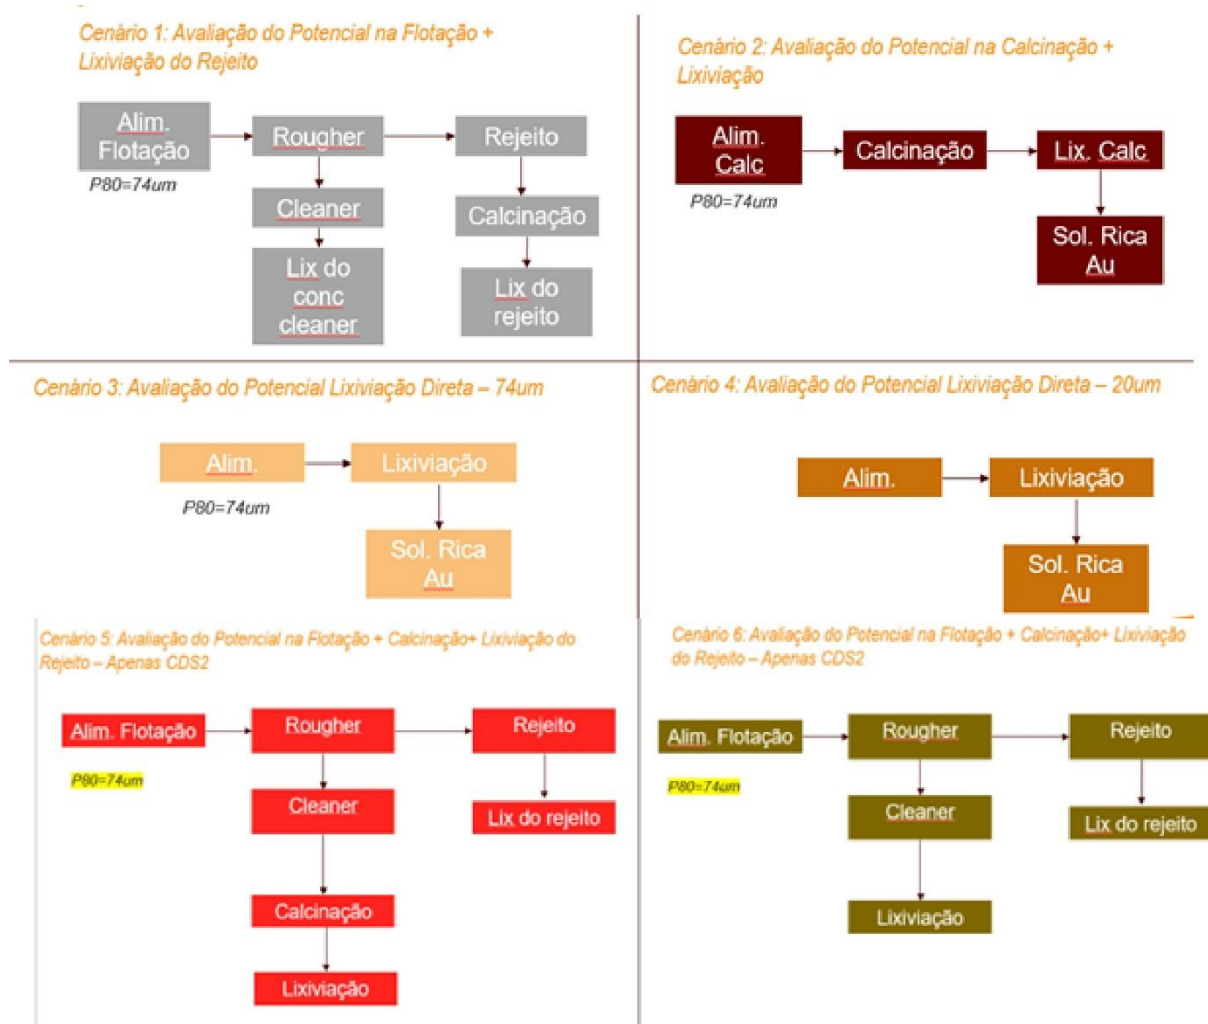 Cenário 1: Avaliação do Potencial na Flotação +
Lixiviação do Rejeito
Alim.
Flotação
P80=74um
Rougher
Rejeito
Cleaner
Calcinação
Lix do
conc
cleaner
Lix do
rejeito
Cenário 2: Avaliação do Potencial na Calcinação +
Lixiviação
Alim.
Calc
P80=74um
Calcinação
Lix. Calc
Sol. Rica
Au
Cenário 3: Avaliação do Potencial Lixiviação Direta – 74um
Alim.
P80=74um
Lixiviação
Sol. Rica
Au
Cenário 4: Avaliação do Potencial Lixiviação Direta – 20um
Alim.
Lixiviação
Sol. Rica
Au
Cenário 5: Avaliação do Potencial na Flotação + Calcinação+ Lixiviação do
Rejeito – Apenas CDS2
Alim. Flotação
P80=74um
Rougher
Rejeito
Cleaner
Lix do rejeito
Calcinação
Lixiviação
Cenário 6: Avaliação do Potencial na Flotação + Calcinação+ Lixiviação
do Rejeito – Apenas CDS2
Alim. Flotação
P80=74um
Rougher
Rejeito
Cleaner
Lix do rejeito
Lixiviação